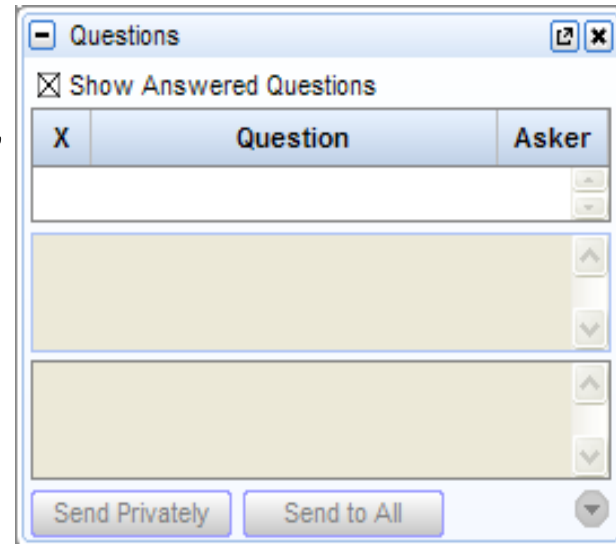 Questions
Show Answered Questions
X Question Asker
Send Privately Send to All